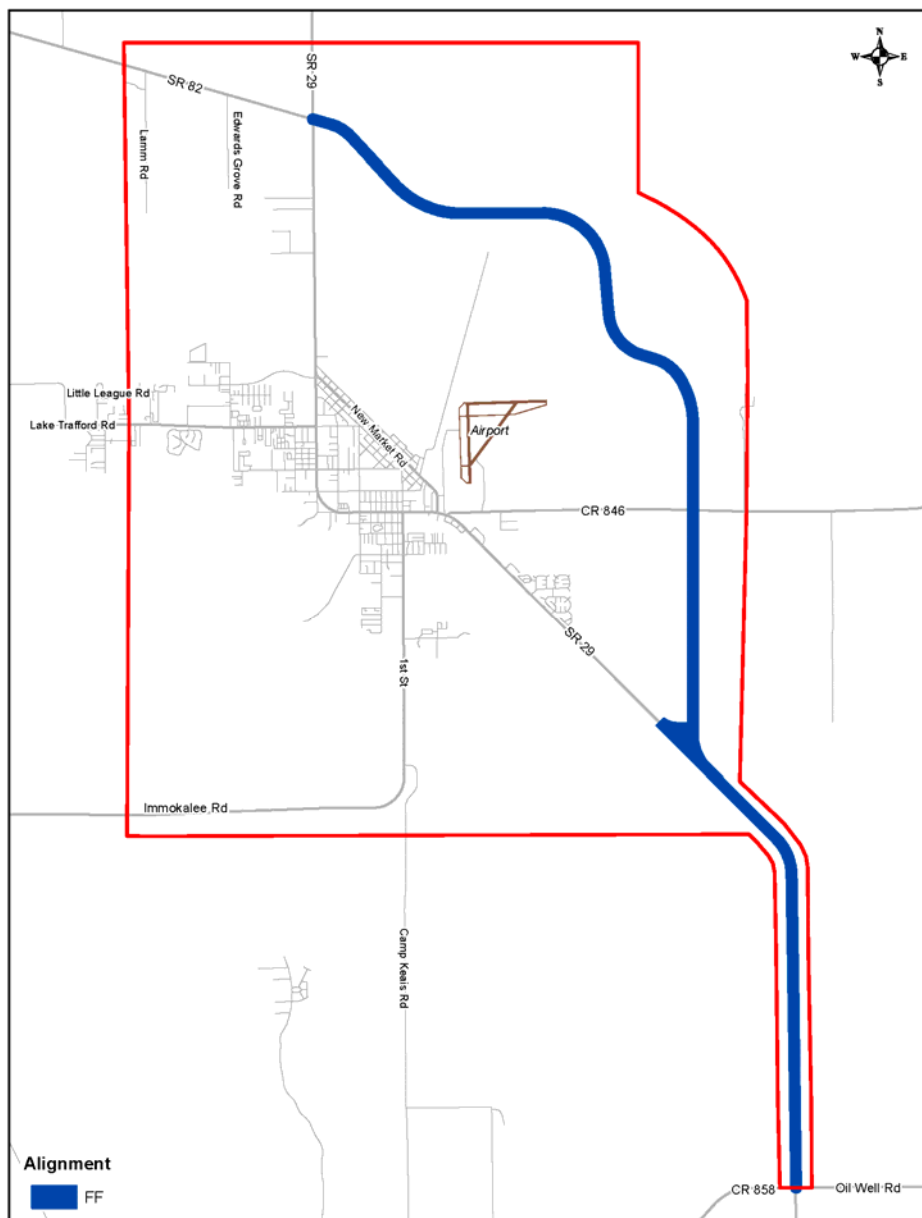 N
W E
S
SR 82
SR 29
Lamm Rd
Edwards Grove Rd
Little League Rd
Lake Trafford Rd
New Market Rd
Airport
CR 846
SR 29
1st St
Immokalee Rd
Camp Keais Rd
Alignment
FF
CR 858
Oil Well Rd